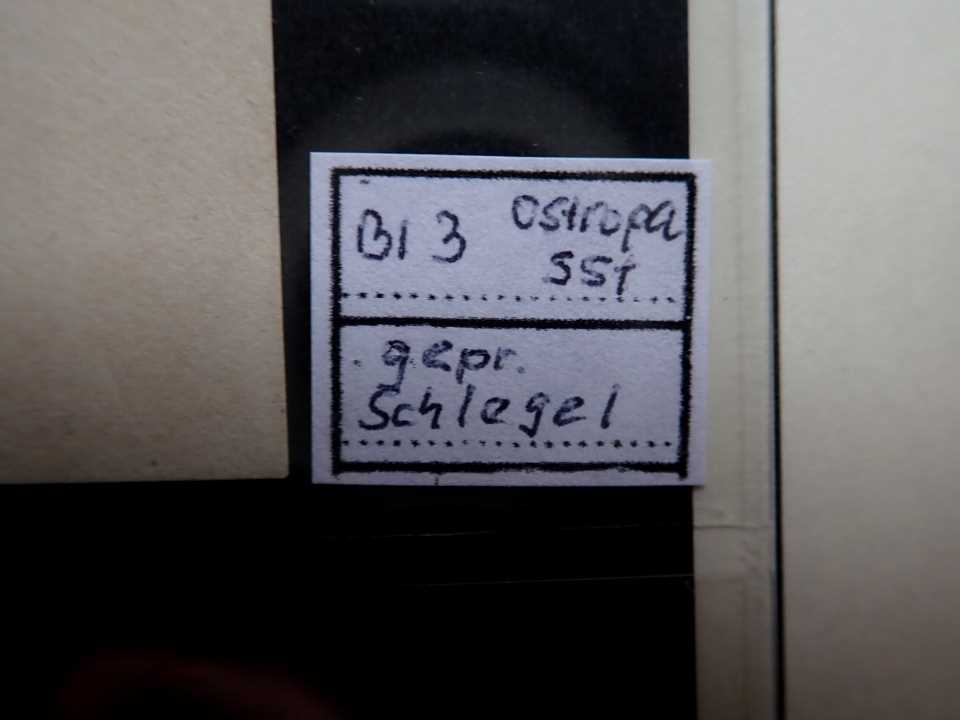 Bl 3 Ostropa
SSt
gepr.
Schlegel